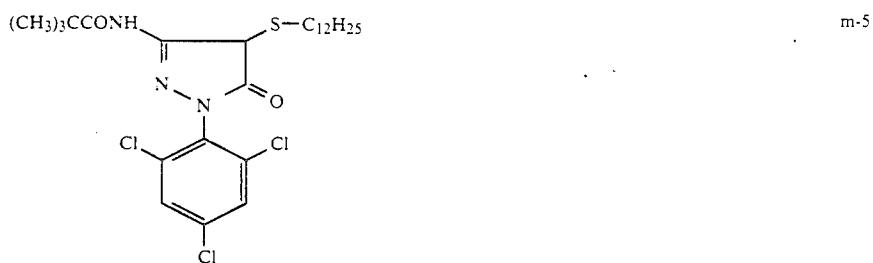 (CH₃)₃CCONH S C₁₂H₂₅ m-5
N
N O
Cl Cl
Cl